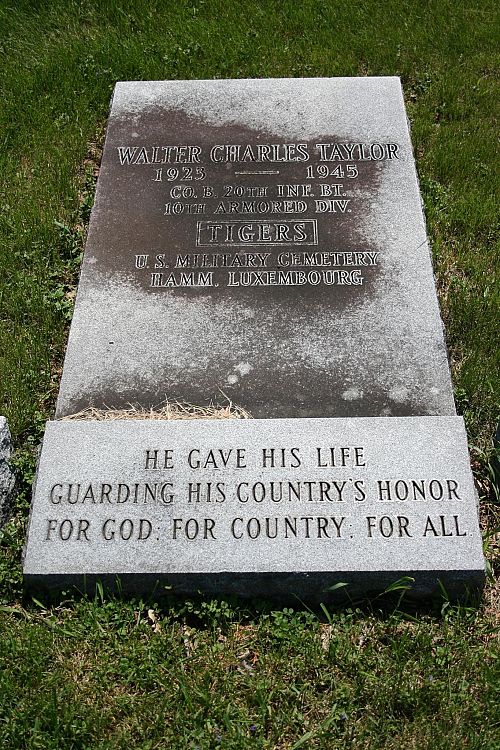 WALTER CHARLES TAYLOR
1923 — 1945
CO. B. 20TH INF. BT.
10TH ARMORED DIV.
TIGERS
U.S. MILITARY CEMETERY
HAMM, LUXEMBOURG
HE GAVE HIS LIFE
GUARDING HIS COUNTRY'S HONOR
FOR GOD; FOR COUNTRY; FOR ALL